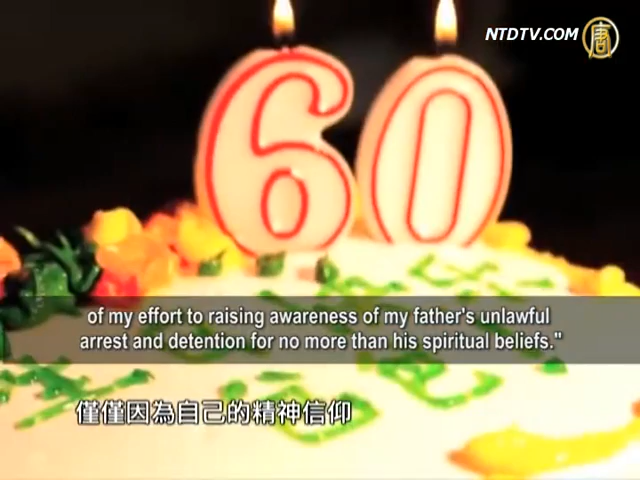 NTDTV.COM
唐
60
of my effort to raising awareness of my father's unlawful
arrest and detention for no more than his spiritual beliefs."
僅僅因為自己的精神信仰